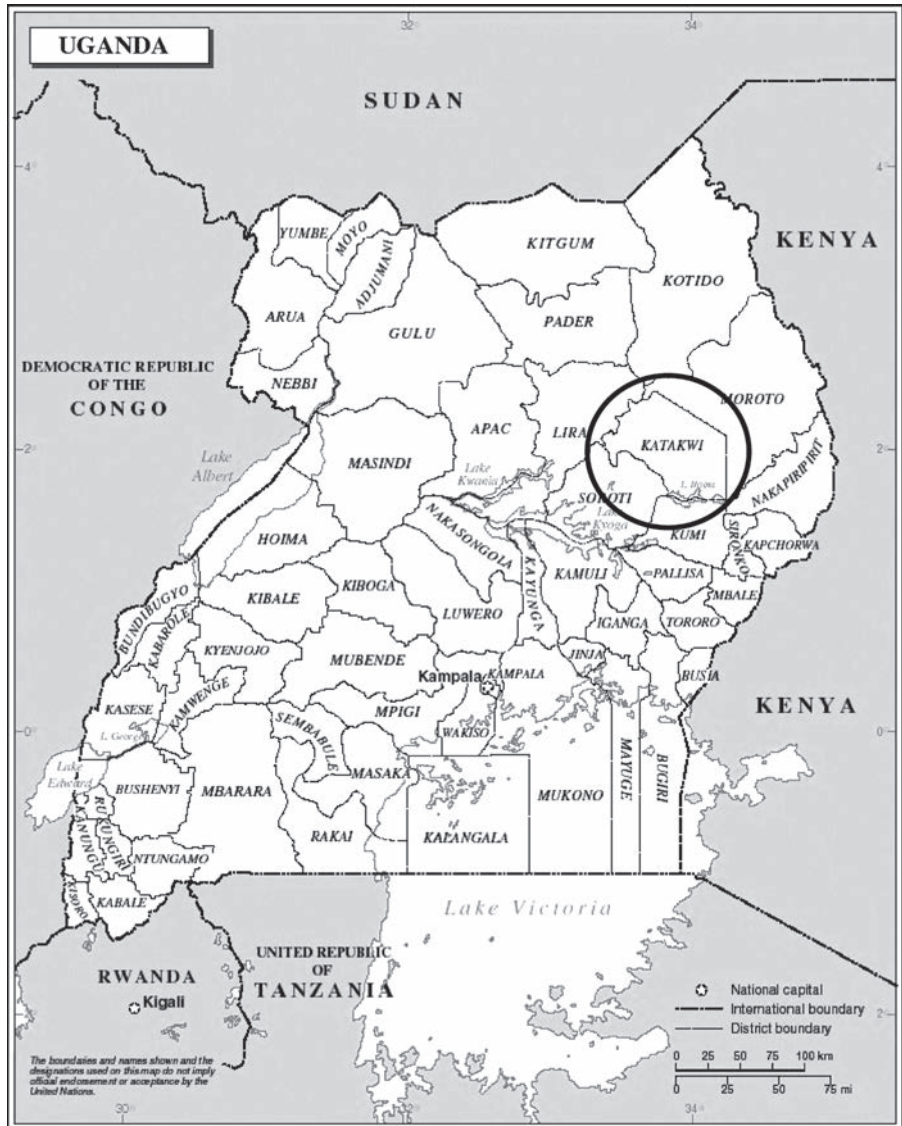 UGANDA
32°
34°
SUDAN
4°
4°
KENYA
YUMBE
MOYO
ADJUMANI
KITGUM
KOTIDO
ARUA
GULU
PADER
DEMOCRATIC REPUBLIC
OF THE
CONGO
NEBBI
MOROTO
APAC
LIRA
KATAKWI
2°
2°
Lake
Albert
MASINDI
Lake
Kwania
NAKAPIRIPIRIT
SOROTI
Lake
Kyoga
KUMI
SIRONKO
KAPCHORWA
NAKASONGOLA
HOIMA
KAYUNGA
KAMULI
PALLISA
MBALE
BUNDIBUGYO
KIBALE
KIBOGA
LUWERO
IGANGA
TORORO
KABAROLE
KYENJOJO
MUBENDE
JINJA
Kampala
KAMPALA
BUSIA
KASESE
KAMWENGE
MPIGI
KENYA
L. George
SEMBABULE
WAKISO
0°
0°
Lake
Edward
BUSHENYI
MBARARA
MASAKA
MUKONO
MAYUGE
BUGIRI
KANUNGU
RUKUNGIRI
RAKAI
KALANGALA
NTUNGAMO
KISORO
KABALE
Lake Victoria
RWANDA
Kigali
UNITED REPUBLIC
OF
TANZANIA
National capital
International boundary
District boundary
0 25 50 75 100 km
0 25 50 75 mi
2°
2°
The boundaries and names shown and the
designations used on this map do not imply
official endorsement or acceptance by the
United Nations.
30°
32°
34°